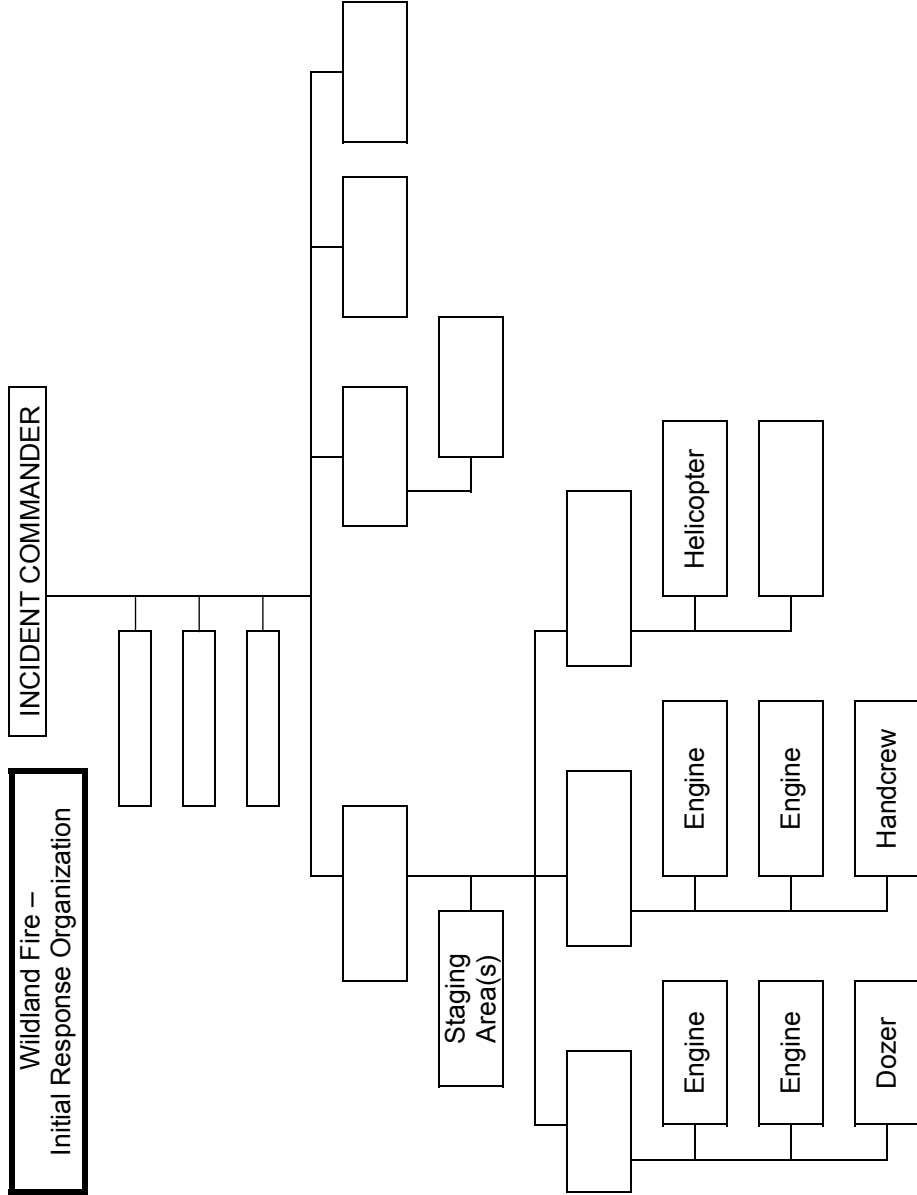 Wildland Fire –
Initial Response Organization
INCIDENT COMMANDER
Staging
Area(s)
Engine
Engine
Dozer
Engine
Engine
Handcrew
Helicopter